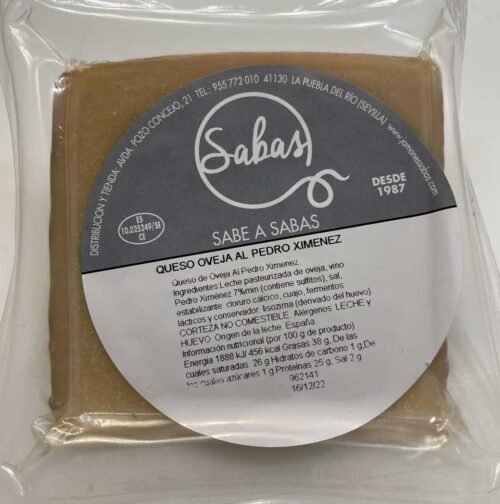 DISTRIBUCION Y TIENDA, AVDA. POZO CONCEJO, 21 TEL.: 955 772 010 41130 LA PUEBLA DEL RÍO (SEVILLA) www.jamonessabas.com
Sabas
DESDE
1987
ES
10.025249/SE
CE
SABE A SABAS
QUESO OVEJA AL PEDRO XIMENEZ
Queso de Oveja Al Pedro Ximenez
Ingredientes Leche pasteurizada de oveja, vino
Pedro Ximénez 7%min (contiene sulfitos), sal,
estabilizante cloruro cálcico, cuajo, fermentos
lácticos y conservador lisozima (derivado del huevo)
CORTEZA NO COMESTIBLE. Alérgenos LECHE y
HUEVO. Origen de la leche. España
Información nutricional (por 100 g de producto)
Energia 1888 kJ/ 456 kcal Grasas 38 g, De las
cuales saturadas 26 g Hidratos de carbono 1 g,De
los cuales azúcares 1 g Proteinas 25 g, Sal 2 g
962141
16/12/22